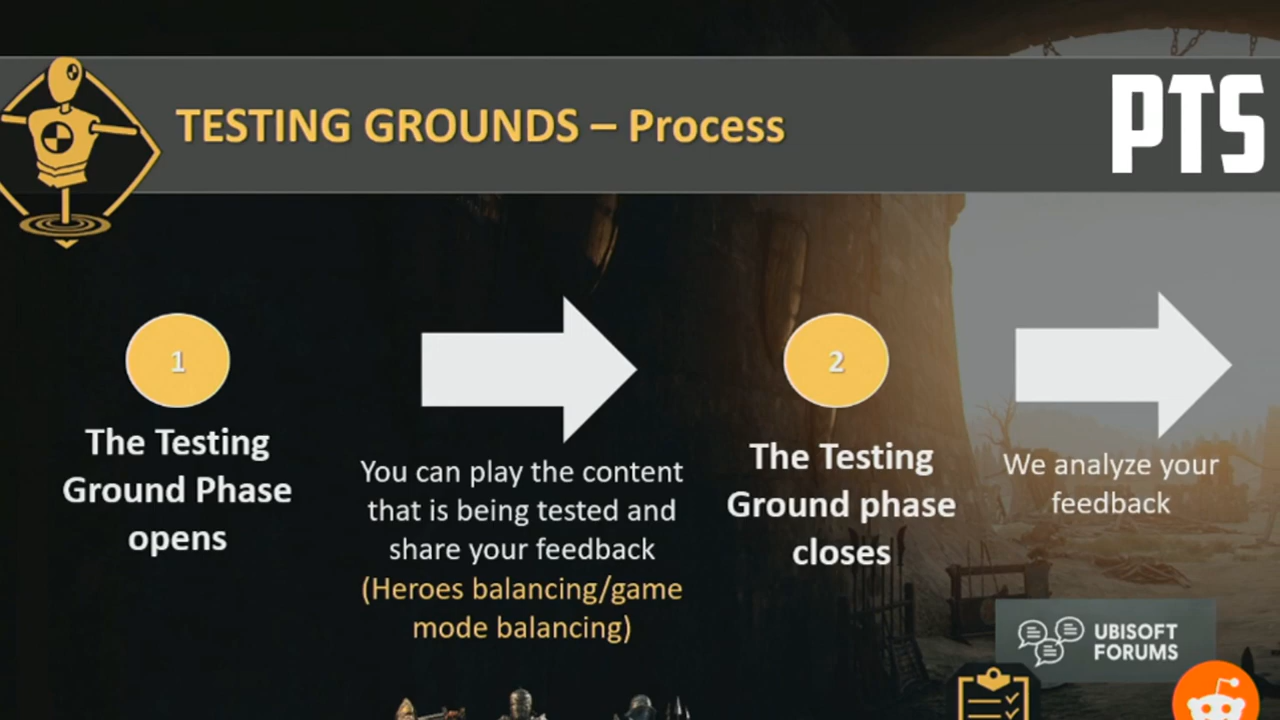 TESTING GROUNDS – Process
PTS
1
The Testing
Ground Phase
opens
You can play the content
that is being tested and
share your feedback
(Heroes balancing/game
mode balancing)
2
The Testing
Ground phase
closes
We analyze your
feedback
UBISOFT
FORUMS